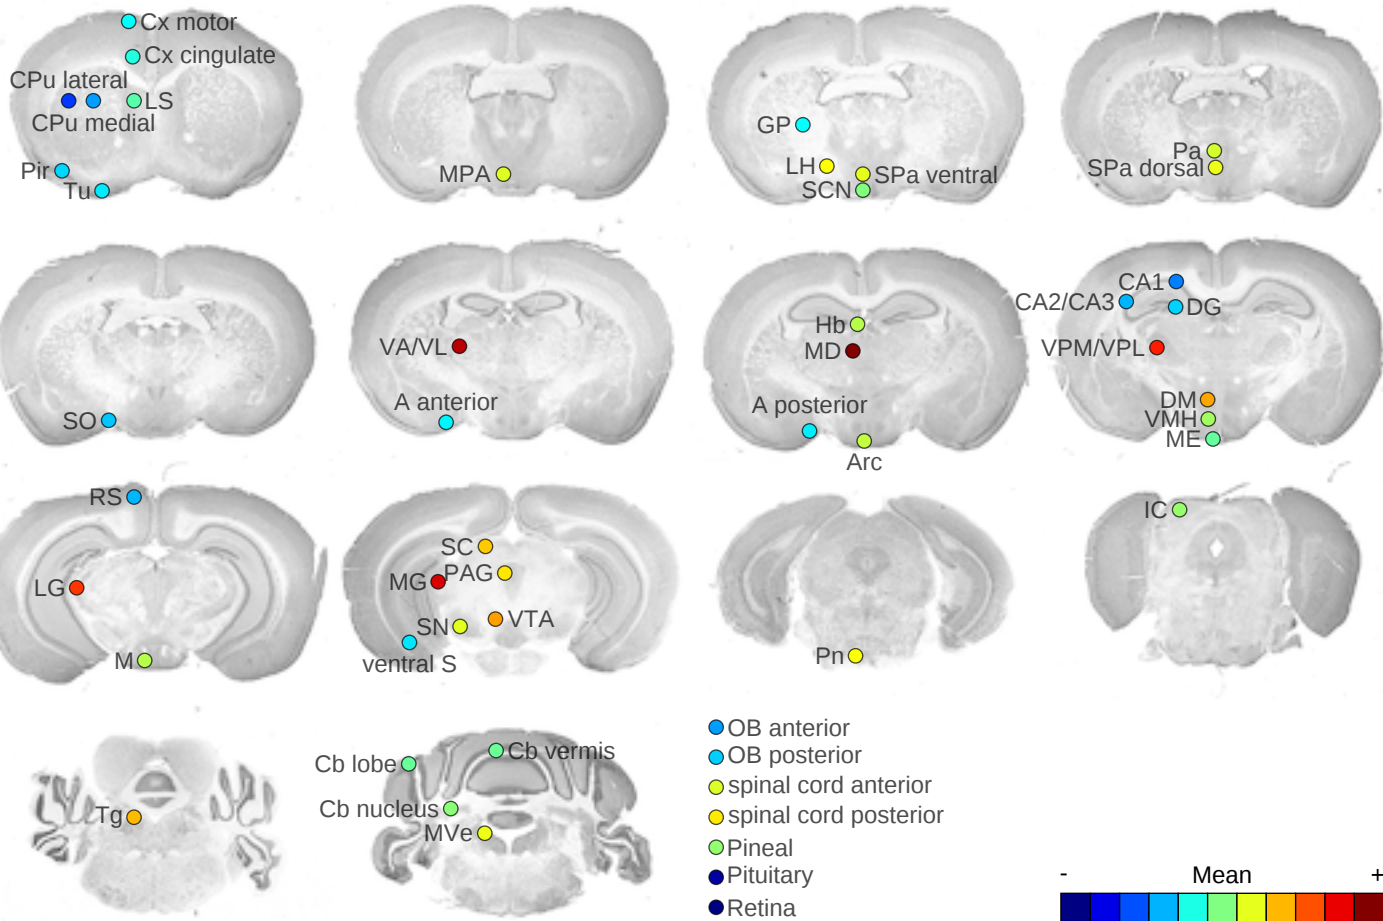 Cx motor
Cx cingulate
CPu lateral
LS
CPu medial
Pir
Tu
MPA
GP
LH
SPa ventral
SCN
Pa
SPa dorsal
SO
VA/VL
A anterior
Hb
MD
A posterior
Arc
CA1
CA2/CA3
DG
VPM/VPL
DM
VMH
ME
RS
LG
M
SC
MG
PAG
SN
VTA
ventral S
Pn
IC
Tg
Cb lobe
Cb vermis
Cb nucleus
MVe
OB anterior
OB posterior
spinal cord anterior
spinal cord posterior
Pineal
Pituitary
Retina
- Mean +